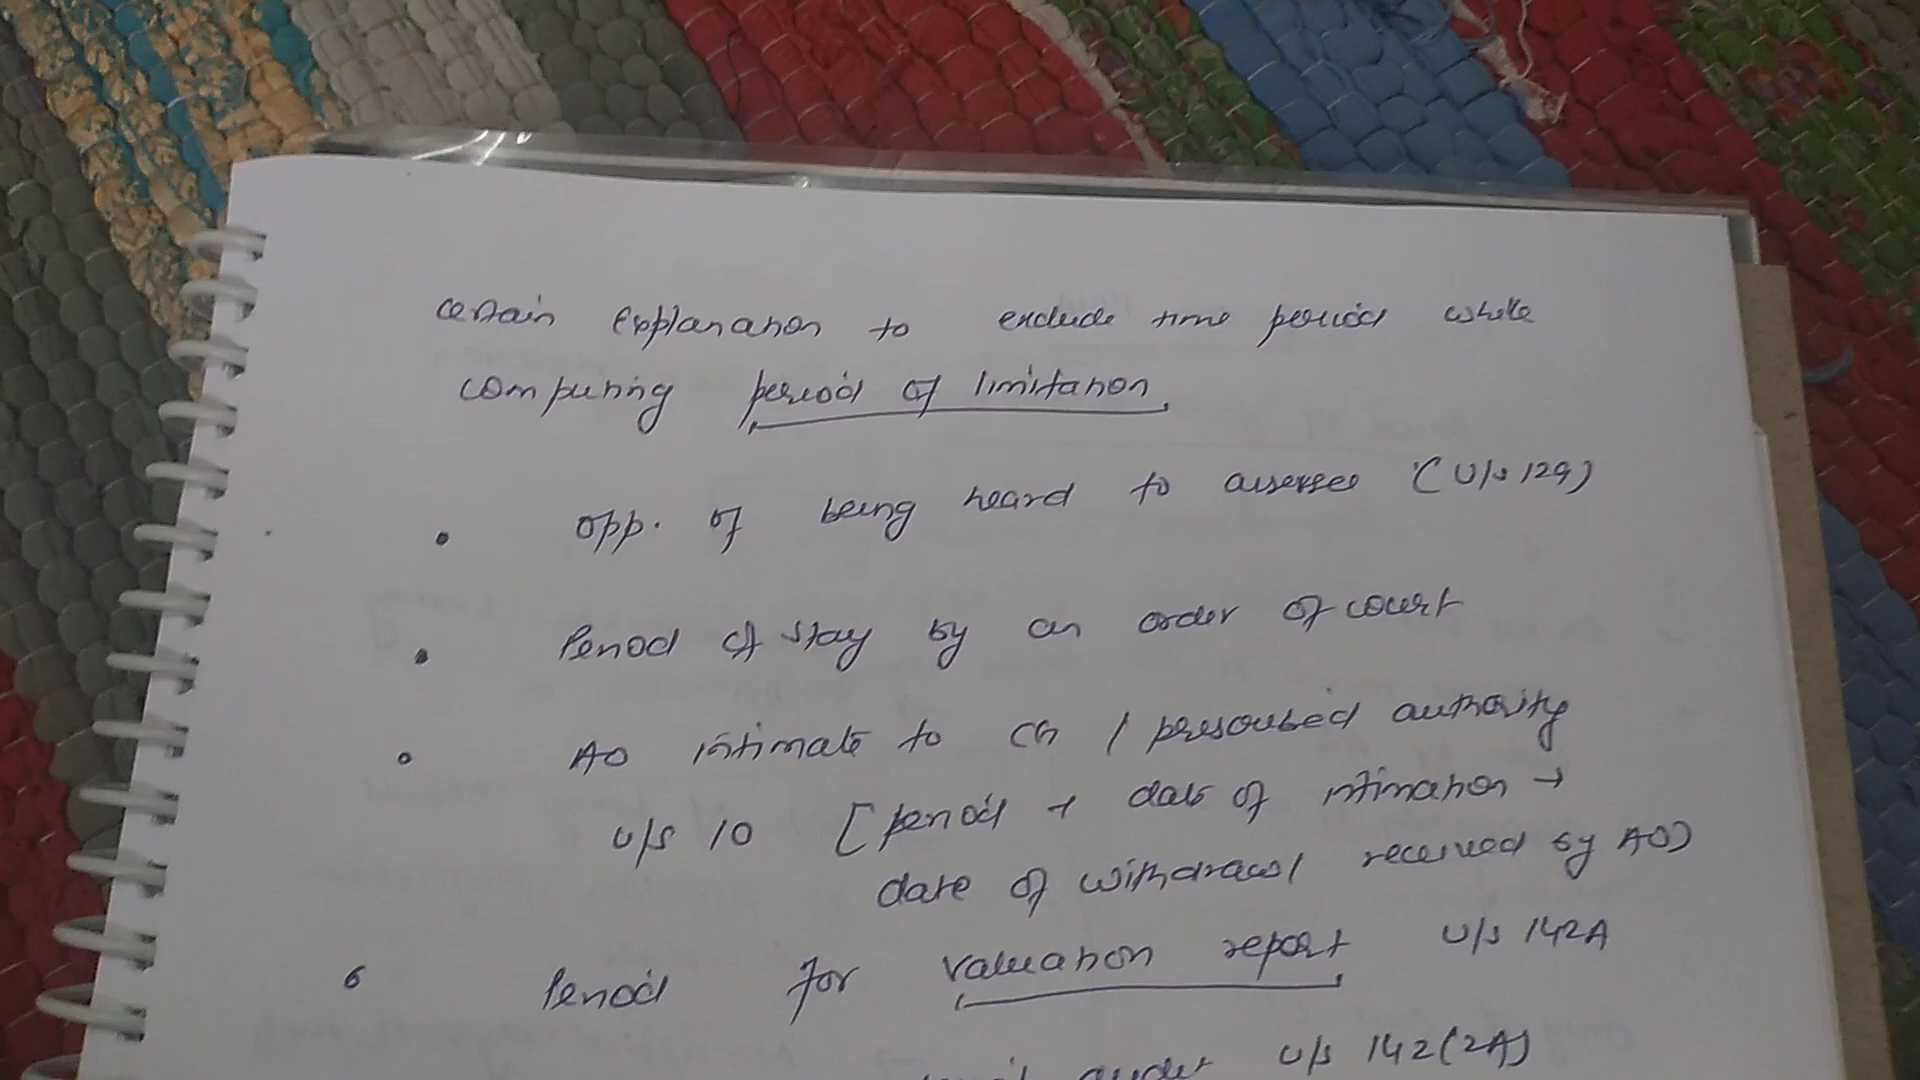 certain explanation to exclude time period while
computing period of limitation
• opp. of being heard to assessee (U/s 129)
• Period of stay by an order of court
• AO intimate to CG / prescribed authority
u/s 10 [period → date of intimation →
date of withdrawl received by AO]
• Period for valuation report U/s 142A
U/s 142(2A)